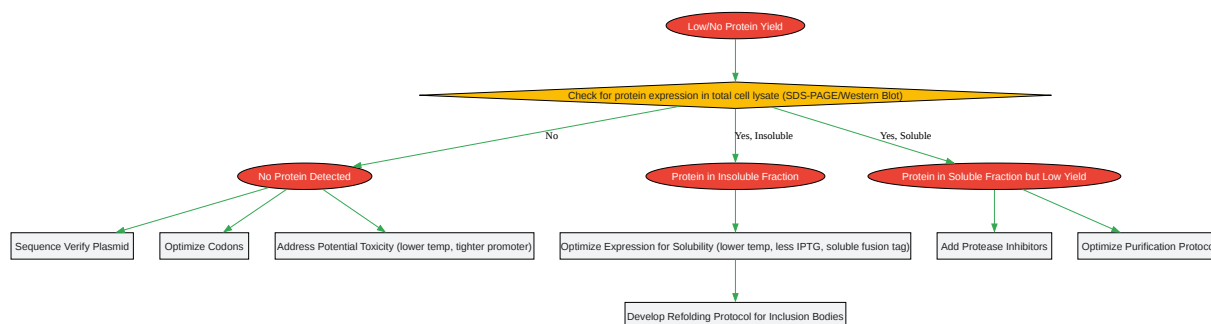 Low/No Protein Yield
Check for protein expression in total cell lysate (SDS-PAGE/Western Blot)
No
Yes, Insoluble
Yes, Soluble
No Protein Detected
Protein in Insoluble Fraction
Protein in Soluble Fraction but Low Yield
Sequence Verify Plasmid
Optimize Codons
Address Potential Toxicity (lower temp, tighter promoter)
Optimize Expression for Solubility (lower temp, less IPTG, soluble fusion tag)
Add Protease Inhibitors
Optimize Purification Protocol
Develop Refolding Protocol for Inclusion Bodies